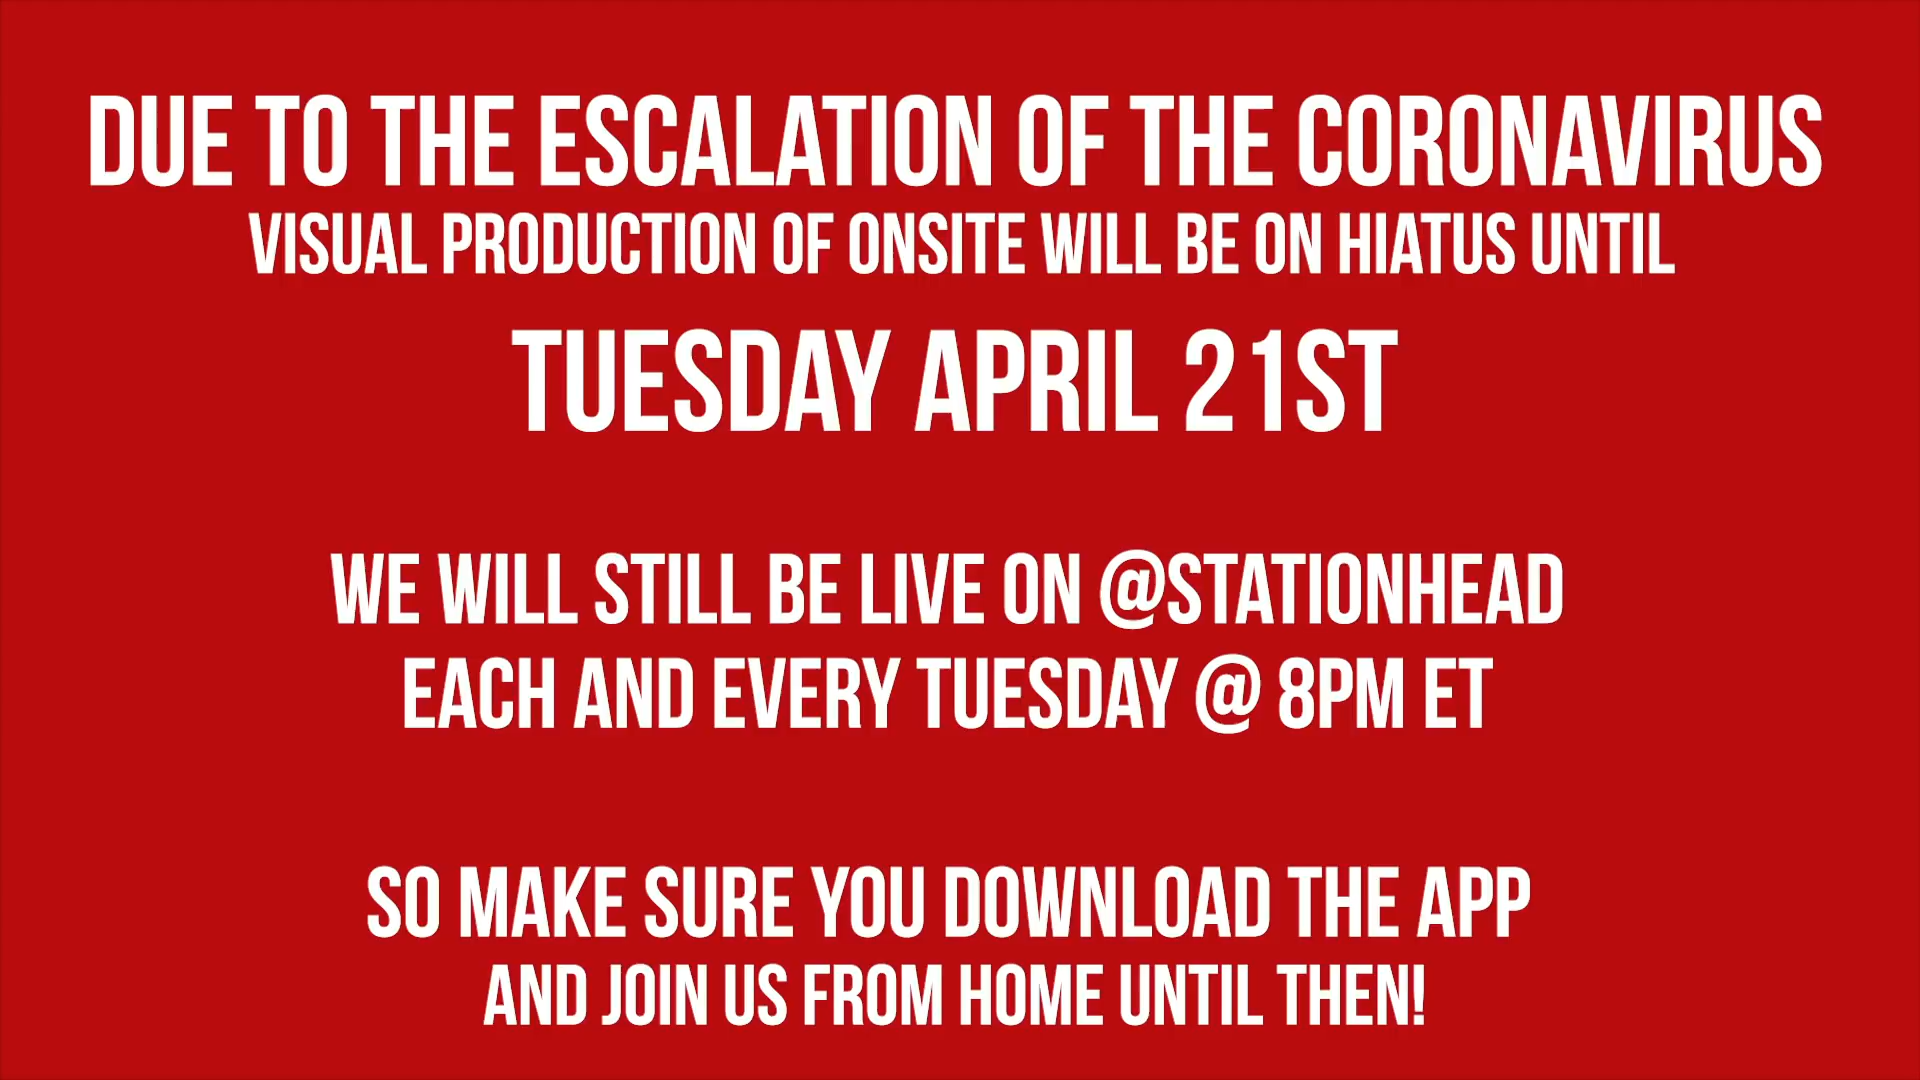 DUE TO THE ESCALATION OF THE CORONAVIRUS
VISUAL PRODUCTION OF ONSITE WILL BE ON HIATUS UNTIL
TUESDAY APRIL 21ST
WE WILL STILL BE LIVE ON @STATIONHEAD
EACH AND EVERY TUESDAY @ 8PM ET
SO MAKE SURE YOU DOWNLOAD THE APP
AND JOIN US FROM HOME UNTIL THEN!